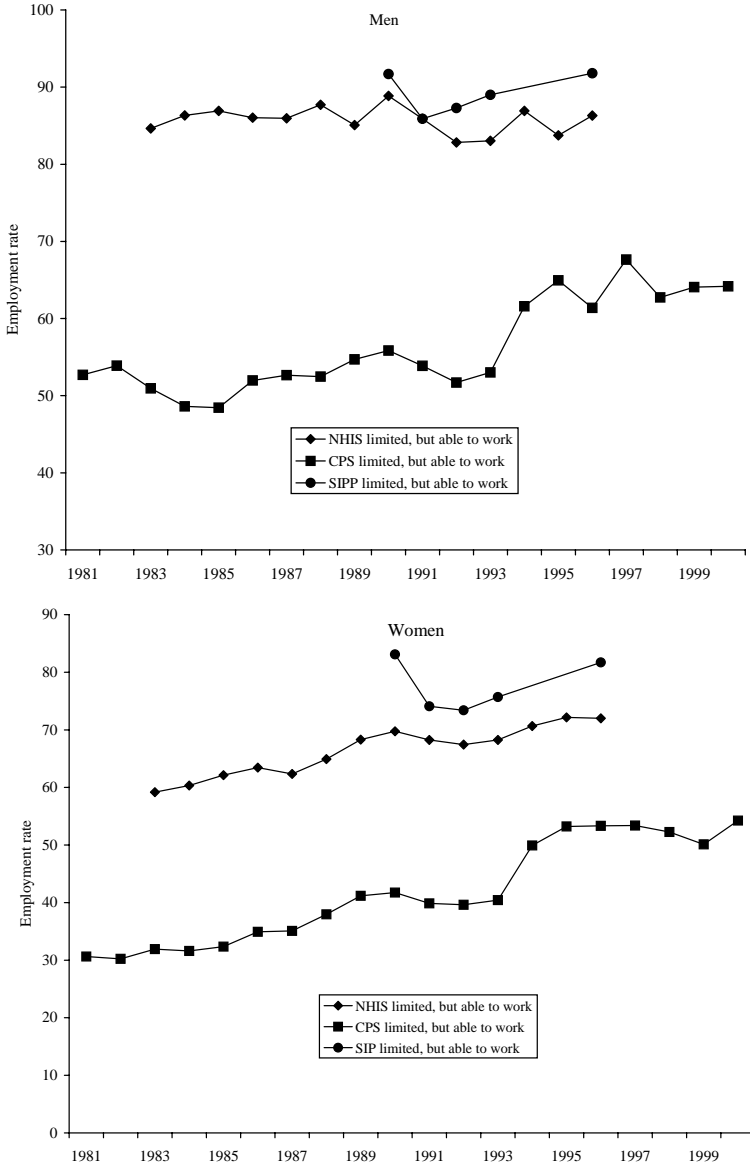 Men
100
90
80
70
60
50
40
30
Employment rate
NHIS limited, but able to work
CPS limited, but able to work
SIPP limited, but able to work
1981 1983 1985 1987 1989 1991 1993 1995 1997 1999
Women
90
80
70
60
50
40
30
20
10
0
Employment rate
NHIS limited, but able to work
CPS limited, but able to work
SIP limited, but able to work
1981 1983 1985 1987 1989 1991 1993 1995 1997 1999